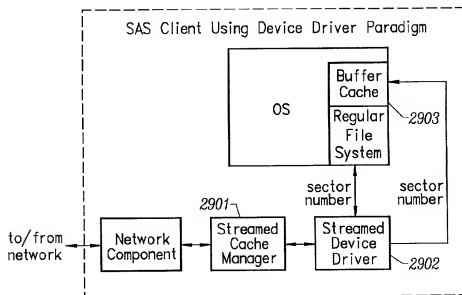 SAS Client Using Device Driver Paradigm
OS
Buffer
Cache
2903
Regular
File
System
2901
sector
number
sector
number
to/from
network
Network
Component
Streamed
Cache
Manager
Streamed
Device
Driver
2902